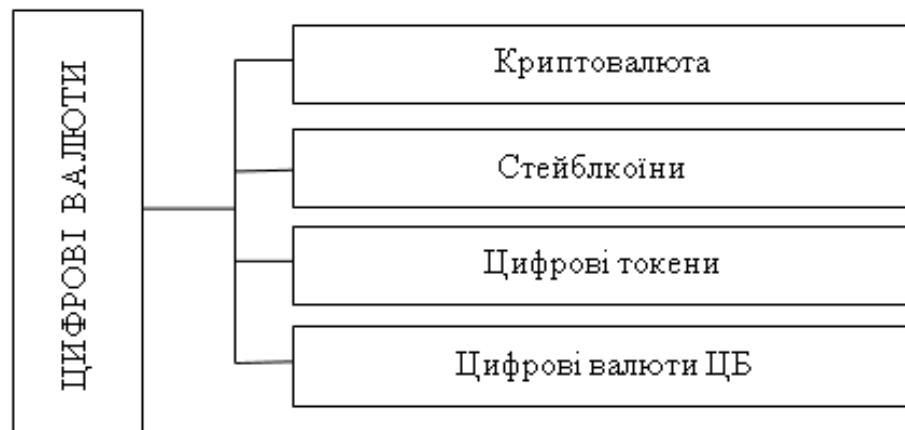 ЦИФРОВІ ВАЛЮТИ
Криптовалюта
Стейблкоїни
Цифрові токени
Цифрові валюти ЦБ